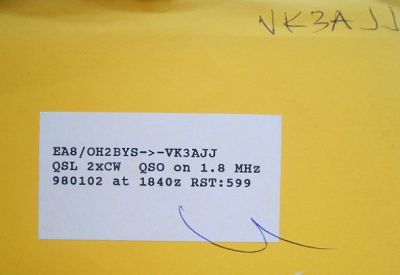 VK3AJJ
EA8/OH2BYS->-VK3AJJ
QSL 2xCW QSO on 1.8 MHz
980102 at 1840z RST:599